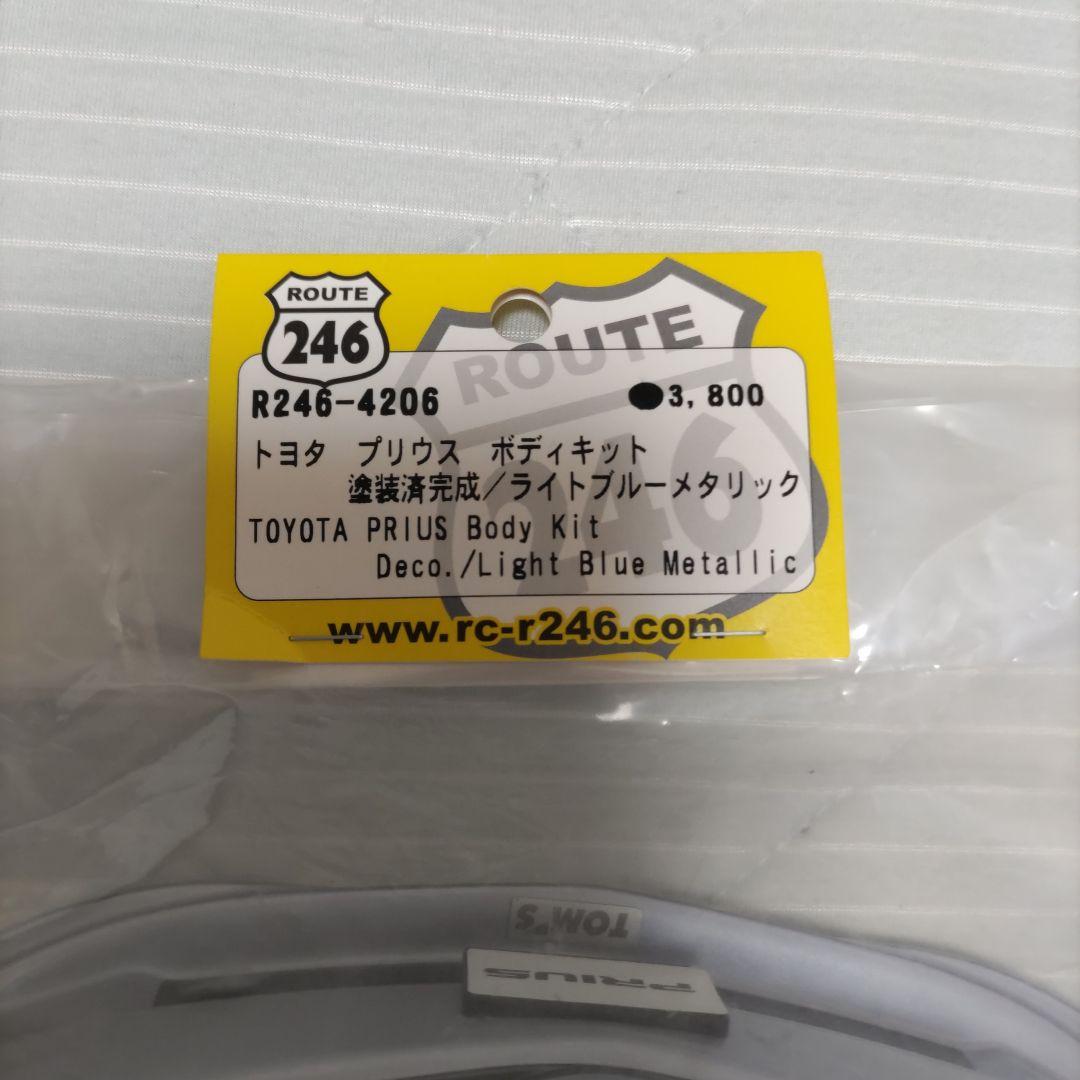 ROUTE
246
ROUTE
246
R246-4206 ●3,800
トヨタ プリウス ボディキット
塗装済完成/ライトブルーメタリック
TOYOTA PRIUS Body Kit
Deco./Light Blue Metallic
www.rc-r246.com
TOM'S
PRIUS